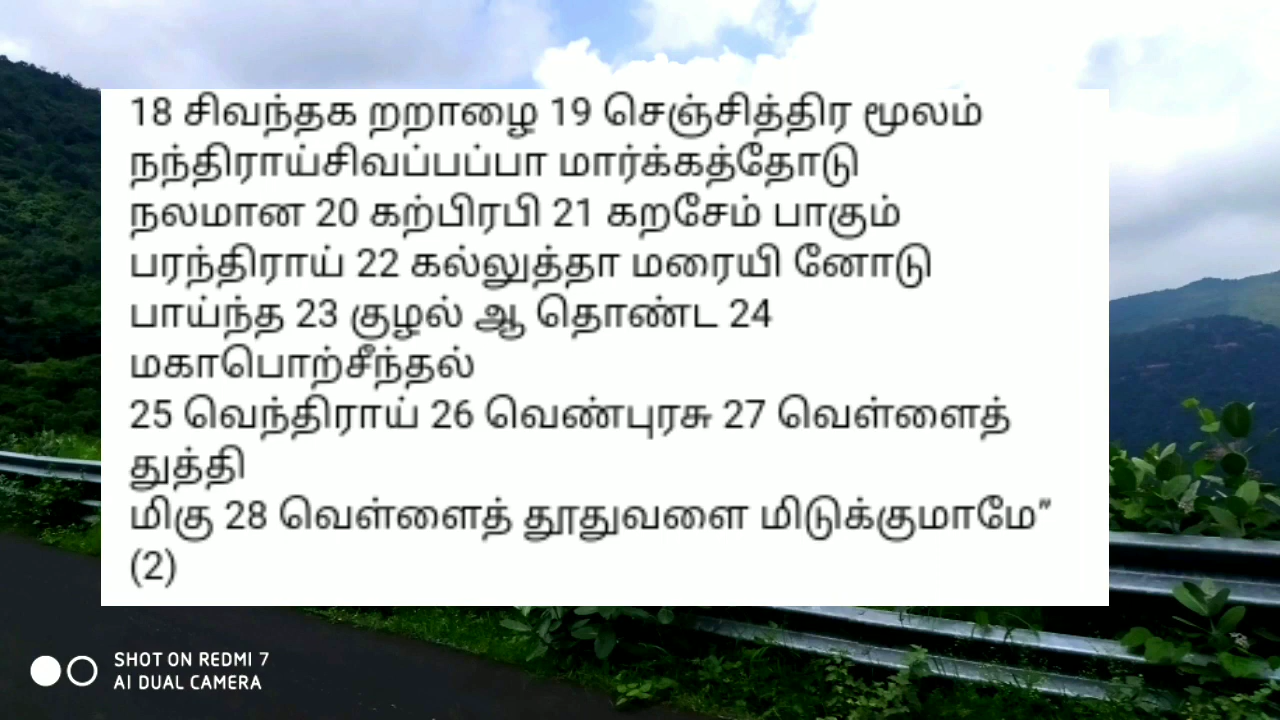 18 சிவந்தக றறாழை 19 செஞ்சித்திர மூலம்
நந்திராய்சிவப்பப்பா மார்க்கத்தோடு
நலமான 20 கற்பிரபி 21 கறசேம் பாகும்
பரந்திராய் 22 கல்லுத்தா மரையி னோடு
பாய்ந்த 23 குழல் ஆ தொண்ட 24
மகாபொற்சீந்தல்
25 வெந்திராய் 26 வெண்புரசு 27 வெள்ளைத்
துத்தி
மிகு 28 வெள்ளைத் தூதுவளை மிடுக்குமாமே”
(2)
SHOT ON REDMI 7
AI DUAL CAMERA